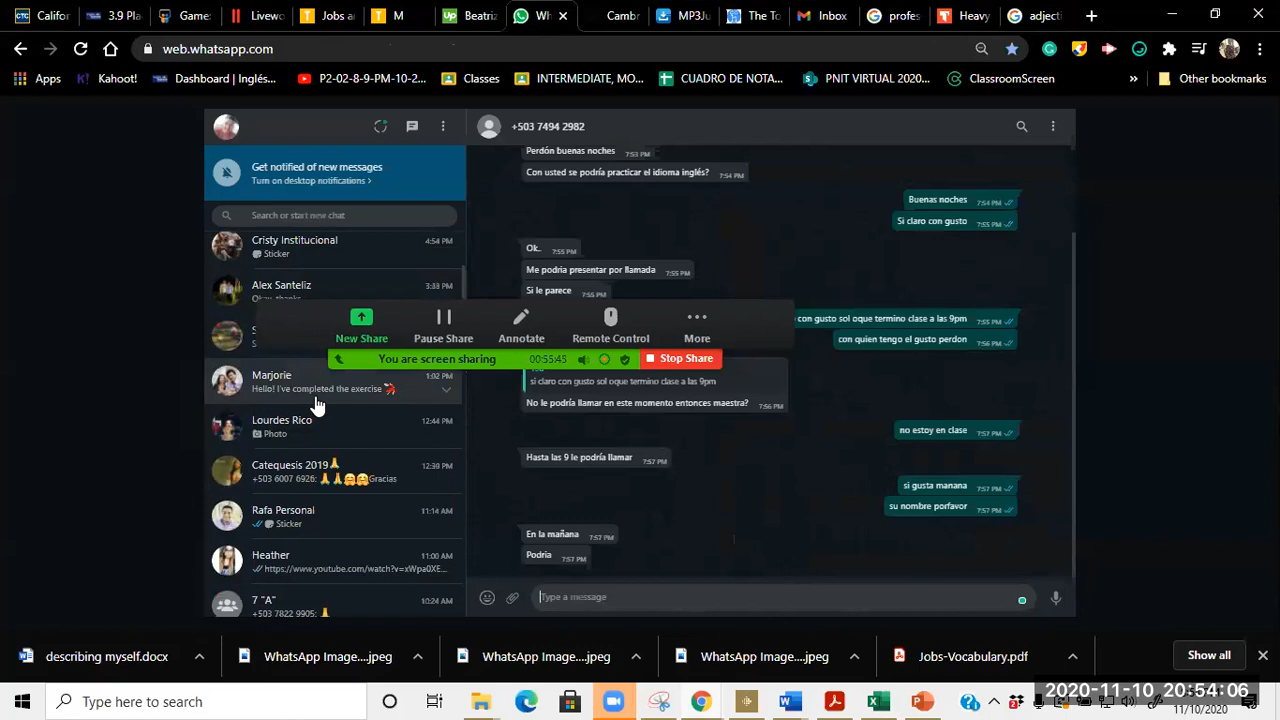 Califor
3.9 Pla
Game:
Livewo
Jobs ar
M
Beatriz
Wh
Cambr
MP3Ju
The To
Inbox
profes
Heavy
adjecti
web.whatsapp.com
Apps
Kahoot!
Dashboard | Inglés...
P2-02-8-9-PM-10-2...
Classes
INTERMEDIATE, MO...
CUADRO DE NOTA...
PNIT VIRTUAL 2020...
ClassroomScreen
»
Other bookmarks
Get notified of new messages
Turn on desktop notifications >
Search or start new chat
Cristy Institucional 4:54 PM
Sticker
Alex Santeliz 3:33 PM
Okay, thanks
Marjorie 1:02 PM
Hello! I've completed the exercise
Lourdes Rico 12:44 PM
Photo
Catequesis 2019🙏 12:30 PM
+503 6007 6926: 🙏🙏🤗🤗Gracias
Rafa Personal 11:14 AM
Sticker
Heather 11:00 AM
https://www.youtube.com/watch?v=xWpa0XE...
7 "A" 10:24 AM
+503 7822 9905: 🙏
+503 7494 2982
Perdón buenas noches 7:53 PM
Con usted se podría practicar el idioma inglés? 7:54 PM
Buenas noches 7:54 PM
Si claro con gusto 7:55 PM
Ok.. 7:55 PM
Me podría presentar por llamada 7:55 PM
Si le parece 7:55 PM
con gusto sol oque termino clase a las 9pm 7:55 PM
con quien tengo el gusto perdon 7:56 PM
si claro con gusto sol oque termino clase a las 9pm
No le podría llamar en este momento entonces maestra? 7:56 PM
no estoy en clase 7:57 PM
Hasta las 9 le podría llamar 7:57 PM
si gusta manana 7:57 PM
su nombre porfavor 7:57 PM
En la mañana 7:57 PM
Podria 7:57 PM
Type a message
New Share
Pause Share
Annotate
Remote Control
More
You are screen sharing 00:55:45 Stop Share
describing myself.docx
WhatsApp Image....jpeg
WhatsApp Image....jpeg
WhatsApp Image....jpeg
Jobs-Vocabulary.pdf
Show all
Type here to search
2020-11-10 20:54:06
11/10/2020